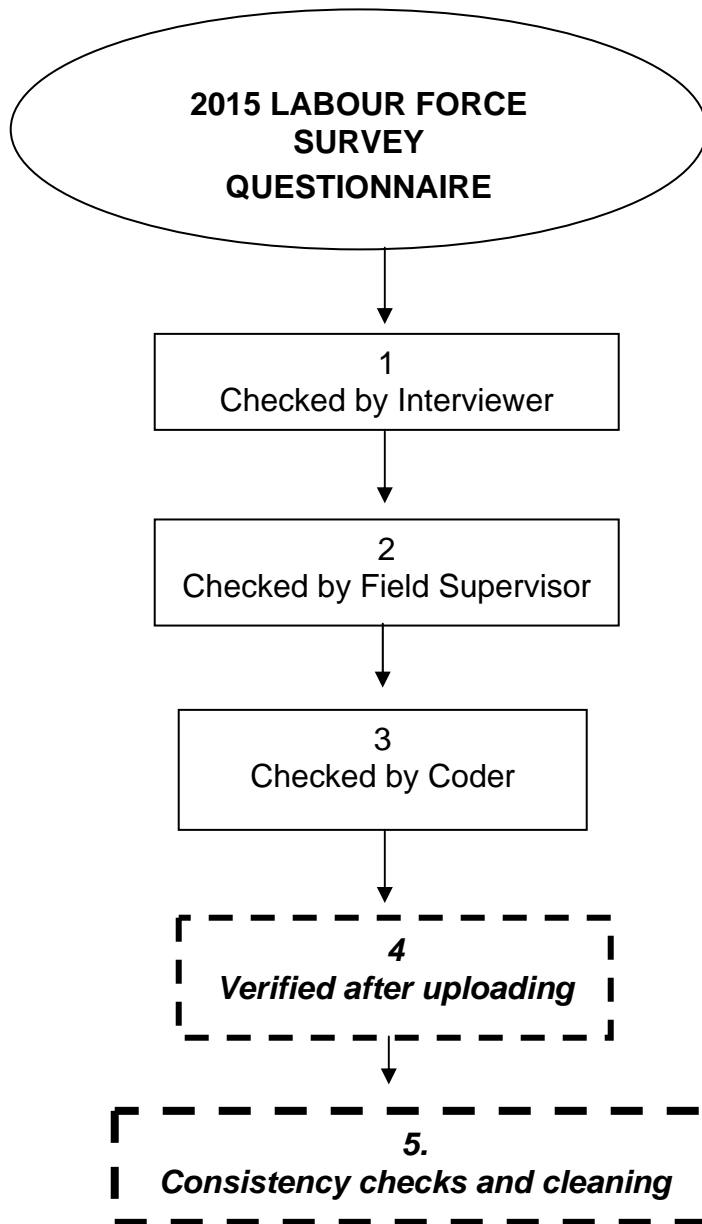 2015 LABOUR FORCE
SURVEY
QUESTIONNAIRE
1
Checked by Interviewer
2
Checked by Field Supervisor
3
Checked by Coder
4
Verified after uploading
5.
Consistency checks and cleaning